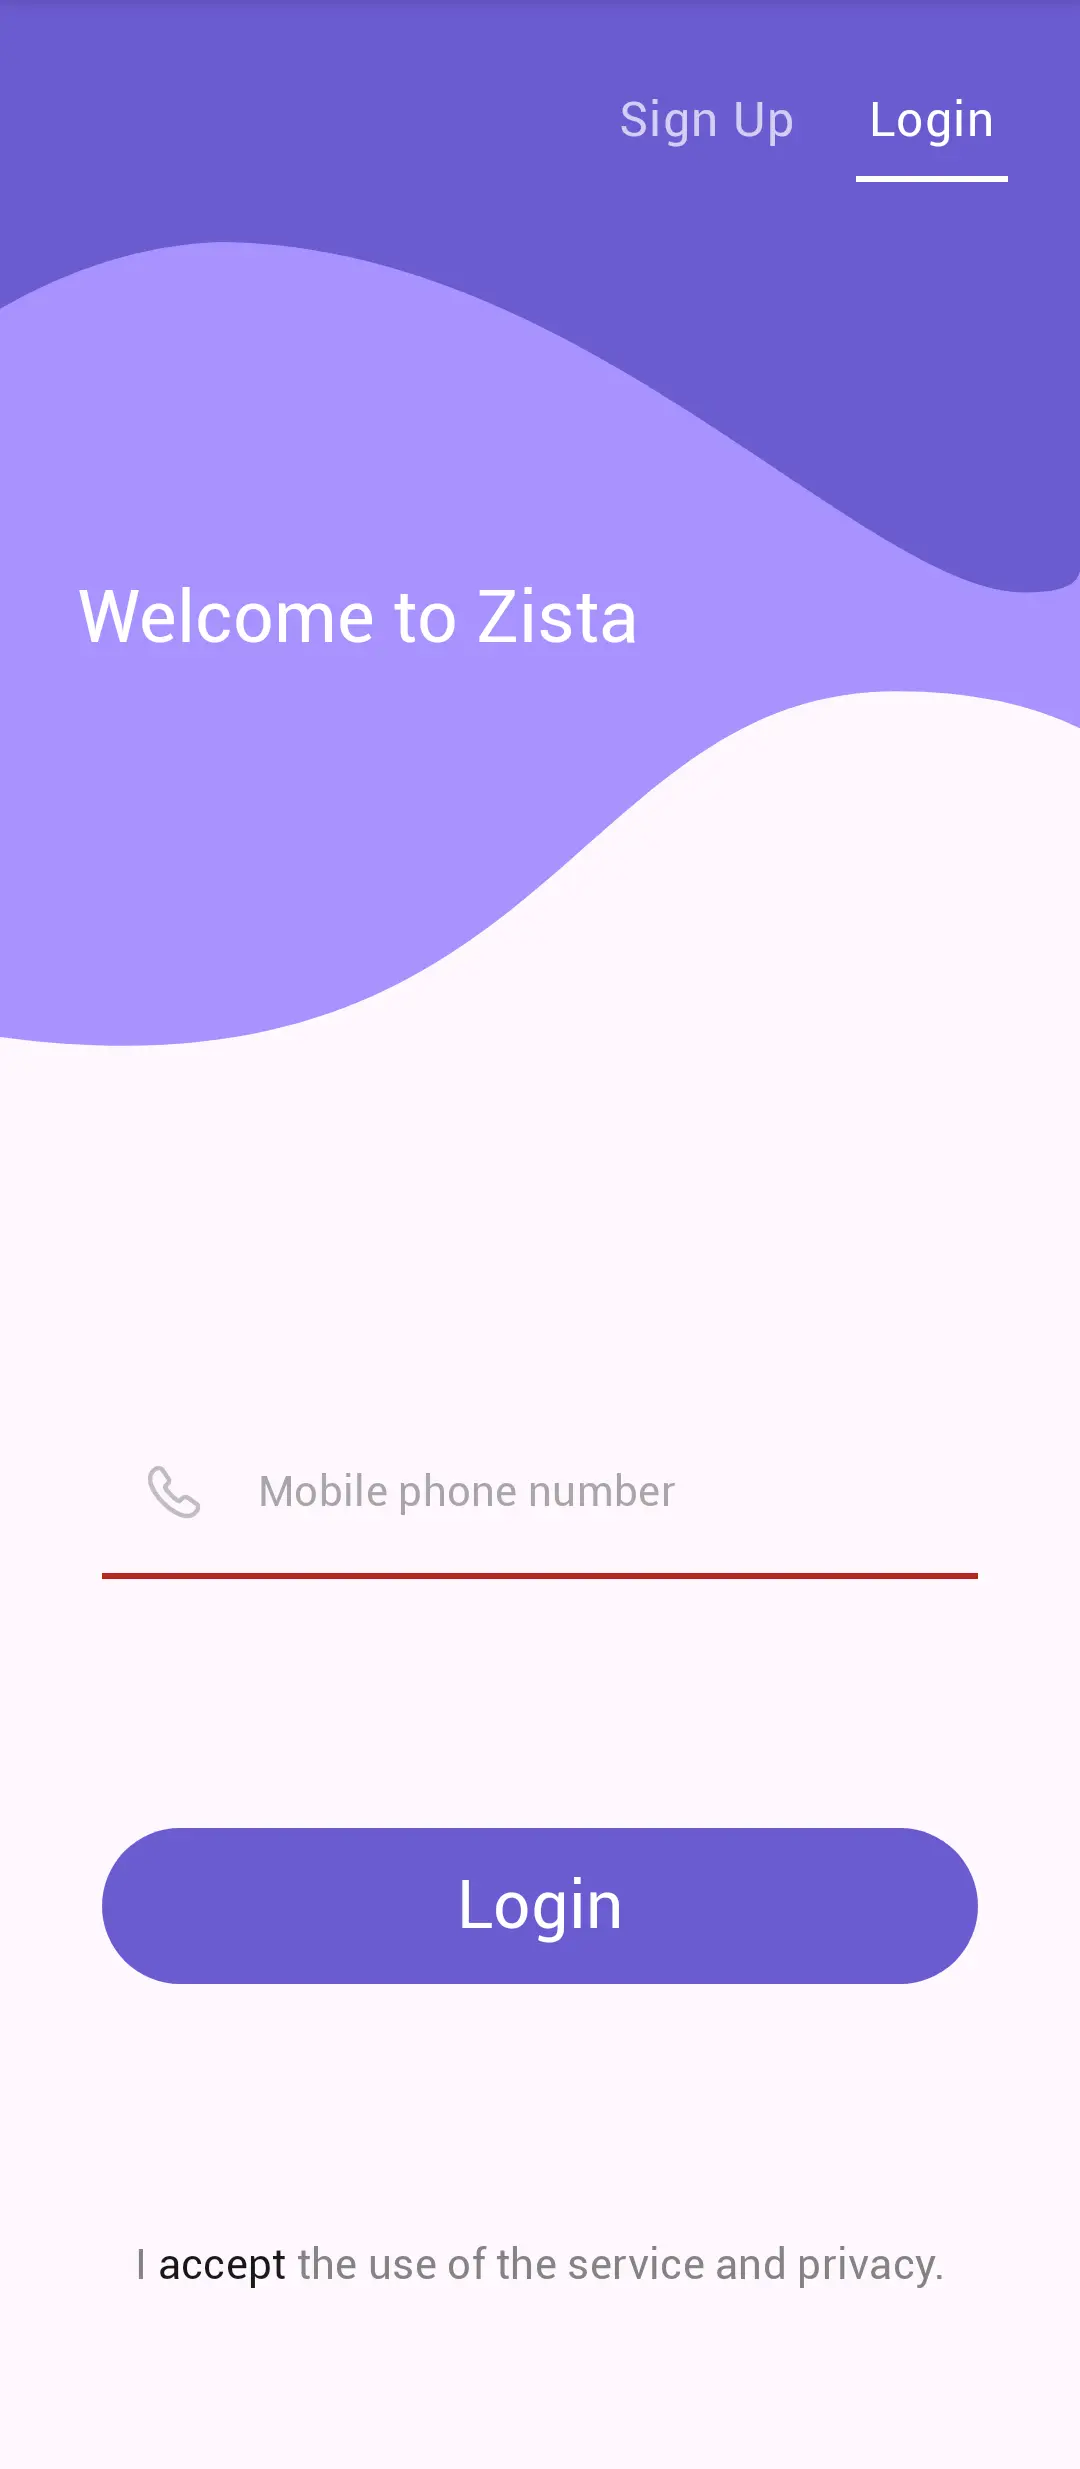 Sign Up Login
Welcome to Zista
Mobile phone number
Login
I accept the use of the service and privacy.